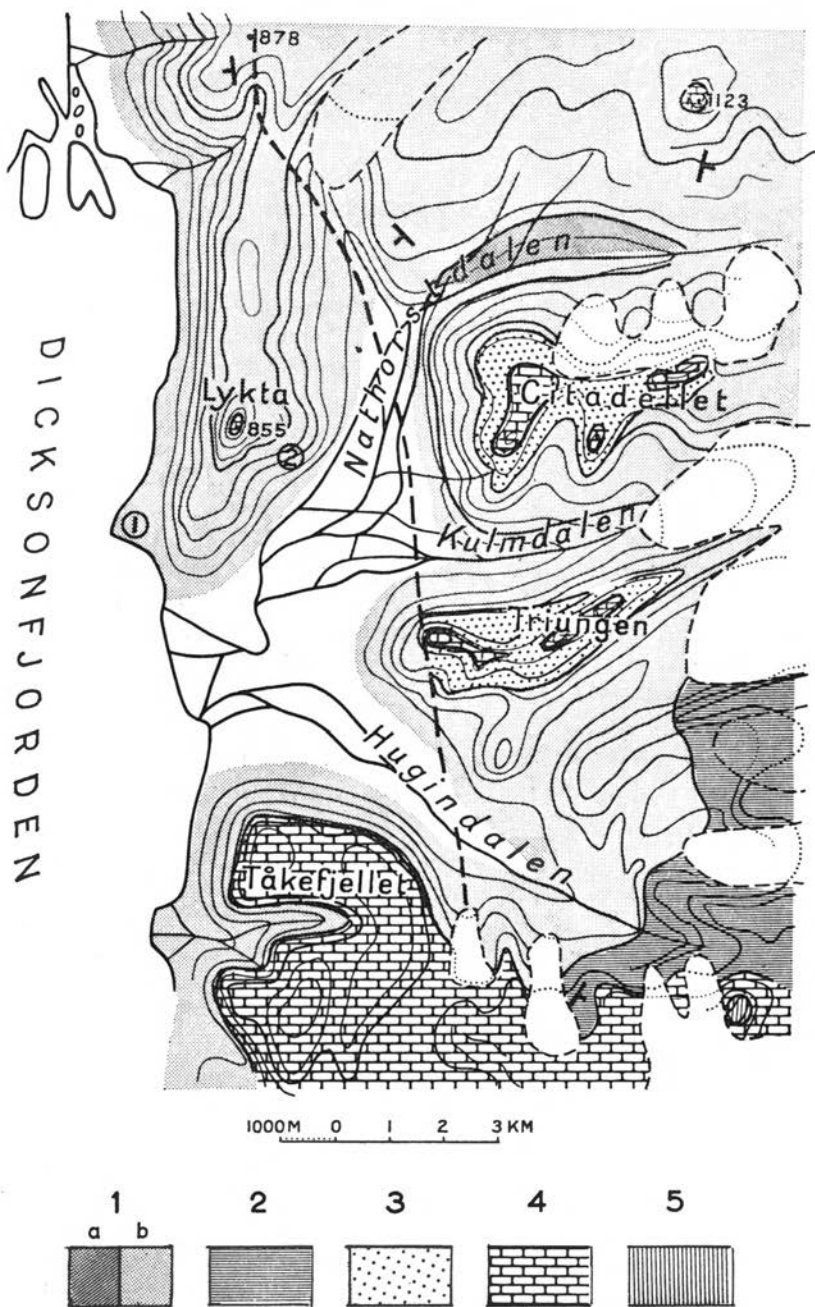 878
1123
Nathorstdalen
Lykta
855
2
Citadellet
1
Kulmdalen
Triungen
DICKSONFJORDEN
Hugindalen
Tåkefjellet
1000 M 0 1 2 3 KM
1 2 3 4 5
a b